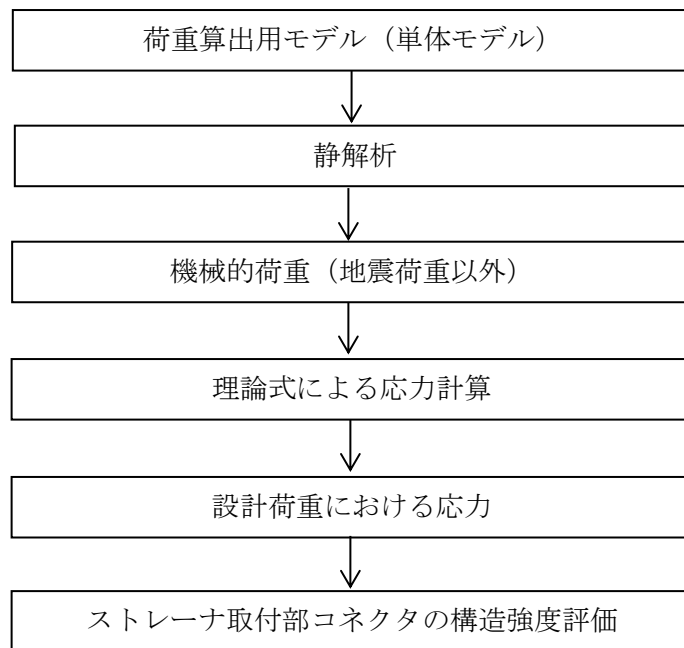 荷重算出用モデル（単体モデル）
静解析
機械的荷重（地震荷重以外）
理論式による応力計算
設計荷重における応力
ストレーナ取付部コネクタの構造強度評価